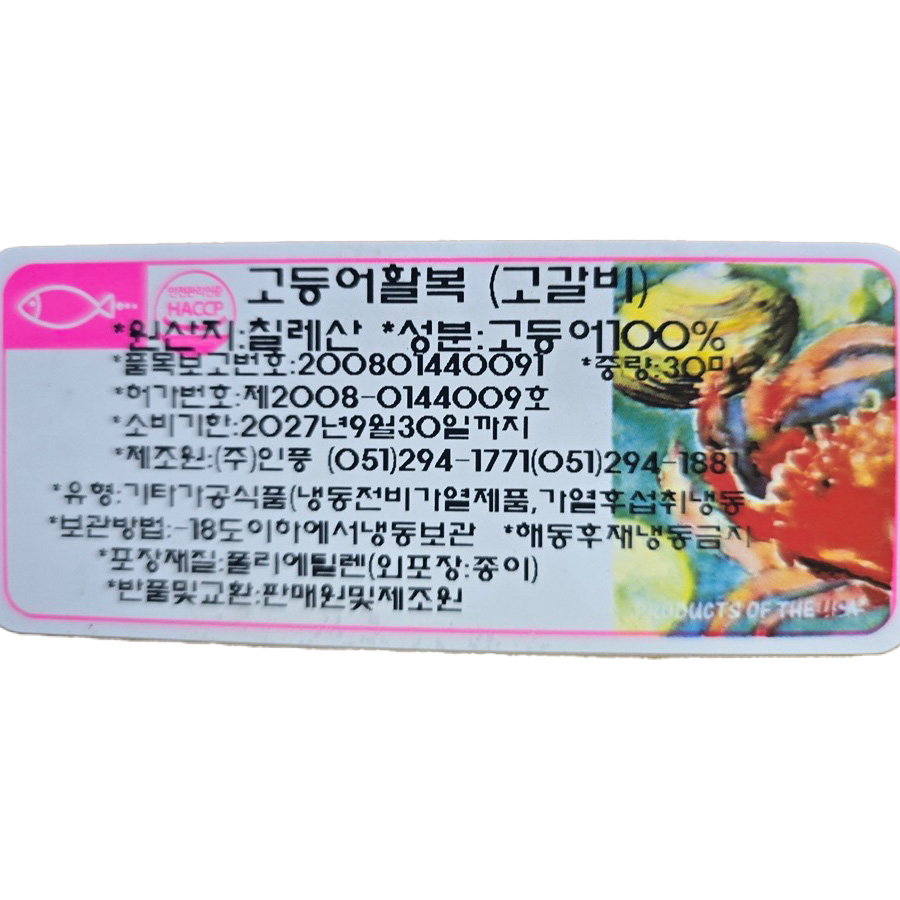 안전관리인증
HACCP
고등어활복 (고갈비)
*원산지:칠레산 *성분:고등어100%
*품목보고번호:200801440091 *중량:30미
*허가번호:제2008-0144009호
*소비기한:2027년9월30일까지
*제조원:(주)인풍 (051)294-1771(051)294-1881
*유형:기타가공식품(냉동전비가열제품,가열후섭취냉동
*보관방법:-18도이하에서냉동보관 *해동후재냉동금지
*포장재질:폴리에틸렌(외포장:종이)
*반품및교환:판매원및제조원
PRODUCTS OF THE USA